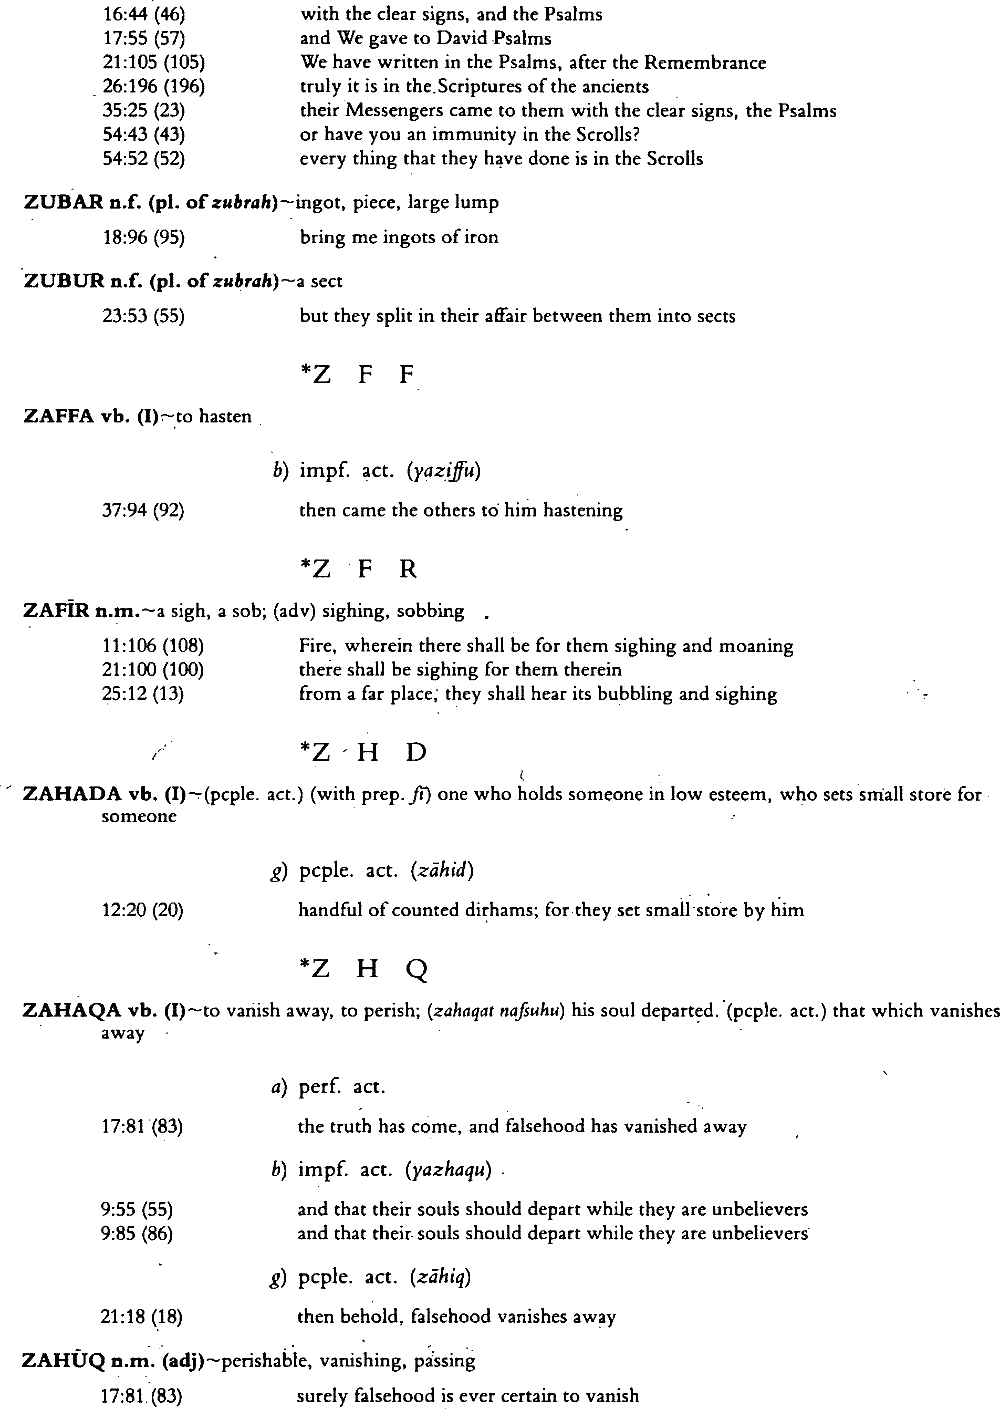 16:44 (46) with the clear signs, and the Psalms
17:55 (57) and We gave to David Psalms
21:105 (105) We have written in the Psalms, after the Remembrance
26:196 (196) truly it is in the Scriptures of the ancients
35:25 (23) their Messengers came to them with the clear signs, the Psalms
54:43 (43) or have you an immunity in the Scrolls?
54:52 (52) every thing that they have done is in the Scrolls
ZUBAR n.f. (pl. of zubrah)~ingot, piece, large lump
18:96 (95) bring me ingots of iron
ZUBUR n.f. (pl. of zubrah)~a sect
23:53 (55) but they split in their affair between them into sects
*Z F F
ZAFFA vb. (I)~to hasten
b) impf. act. (yaziffu)
37:94 (92) then came the others to him hastening
*Z F R
ZAFĪR n.m.~a sigh, a sob; (adv) sighing, sobbing
11:106 (108) Fire, wherein there shall be for them sighing and moaning
21:100 (100) there shall be sighing for them therein
25:12 (13) from a far place, they shall hear its bubbling and sighing
*Z H D
ZAHADA vb. (I)~(pcple. act.) (with prep. fī) one who holds someone in low esteem, who sets small store for
someone
g) pcple. act. (zāhid)
12:20 (20) handful of counted dirhams; for they set small store by him
*Z H Q
ZAHAQA vb. (I)~to vanish away, to perish; (zahaqat nafsuhu) his soul departed. (pcple. act.) that which vanishes
away
a) perf. act.
17:81 (83) the truth has come, and falsehood has vanished away
b) impf. act. (yazhaqu)
9:55 (55) and that their souls should depart while they are unbelievers
9:85 (86) and that their souls should depart while they are unbelievers
g) pcple. act. (zāhiq)
21:18 (18) then behold, falsehood vanishes away
ZAHŪQ n.m. (adj)~perishable, vanishing, passing
17:81 (83) surely falsehood is ever certain to vanish